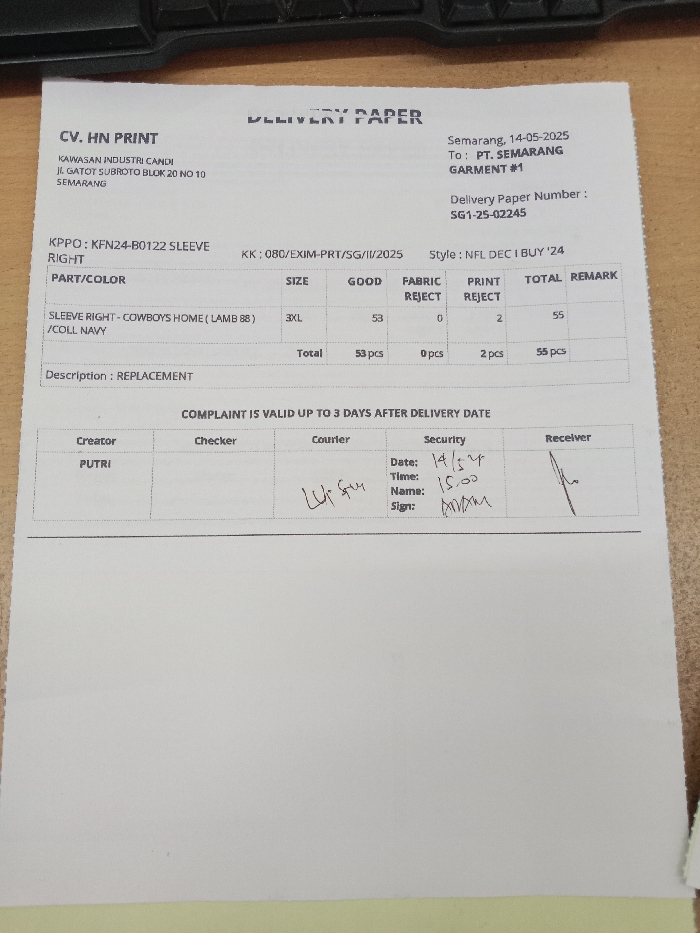 DELIVERY PAPER
CV. HN PRINT
KAWASAN INDUSTRI CANDI
JL. GATOT SUBROTO BLOK 20 NO 10
SEMARANG
Semarang, 14-05-2025
To : PT. SEMARANG
GARMENT #1
Delivery Paper Number :
SG1-25-02245
KPPO : KFN24-B0122 SLEEVE
RIGHT
KK : 080/EXIM-PRT/SG/II/2025
Style : NFL DEC I BUY '24
PART/COLOR SIZE GOOD FABRIC REJECT PRINT REJECT TOTAL REMARK
SLEEVE RIGHT - COWBOYS HOME ( LAMB 88 ) 3XL 53 0 2 55
/COLL NAVY
Total 53 pcs 0 pcs 2 pcs 55 pcs
Description : REPLACEMENT
COMPLAINT IS VALID UP TO 3 DAYS AFTER DELIVERY DATE
Creator Checker Courier Security Receiver
PUTRI
Date:
Time: 15.00
Name:
Sign: